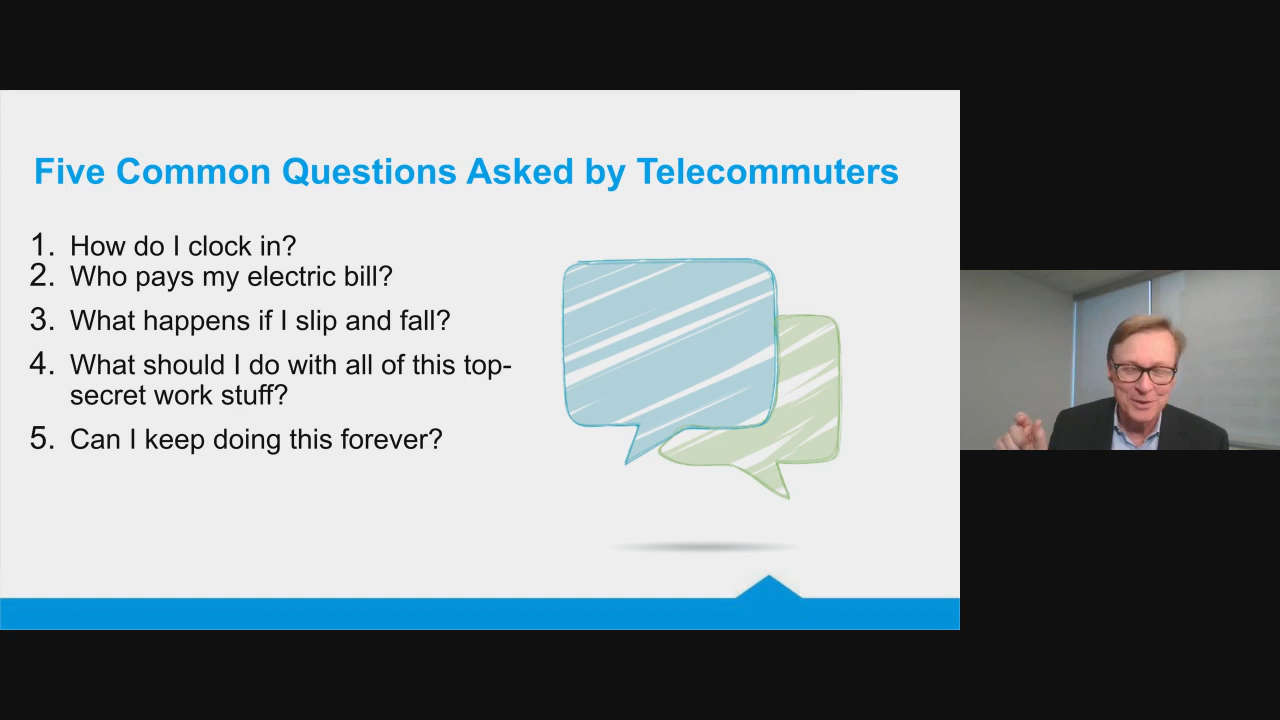 Five Common Questions Asked by Telecommuters
1. How do I clock in?
2. Who pays my electric bill?
3. What happens if I slip and fall?
4. What should I do with all of this top-
secret work stuff?
5. Can I keep doing this forever?